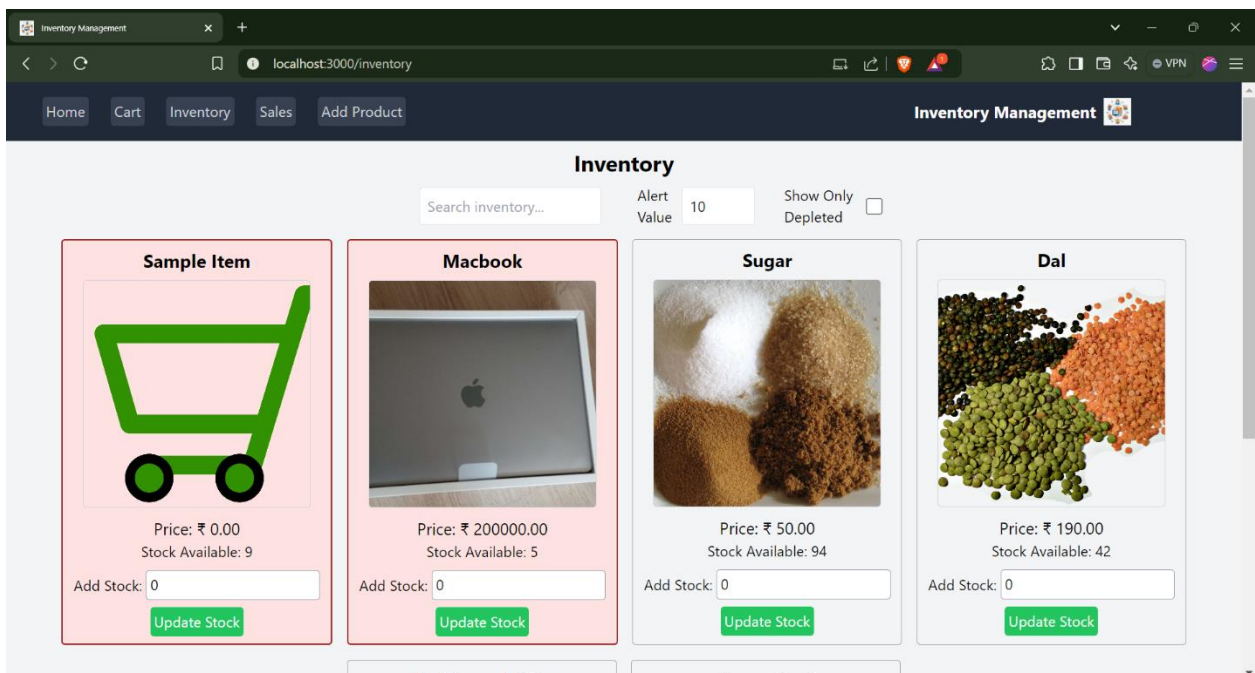 Inventory Management
localhost:3000/inventory
1
VPN
Home Cart Inventory Sales Add Product Inventory Management
Inventory
Search inventory... Alert Value 10 Show Only Depleted
Sample Item
Price: ₹ 0.00
Stock Available: 9
Add Stock: 0
Update Stock
Macbook
Price: ₹ 200000.00
Stock Available: 5
Add Stock: 0
Update Stock
Sugar
Price: ₹ 50.00
Stock Available: 94
Add Stock: 0
Update Stock
Dal
Price: ₹ 190.00
Stock Available: 42
Add Stock: 0
Update Stock